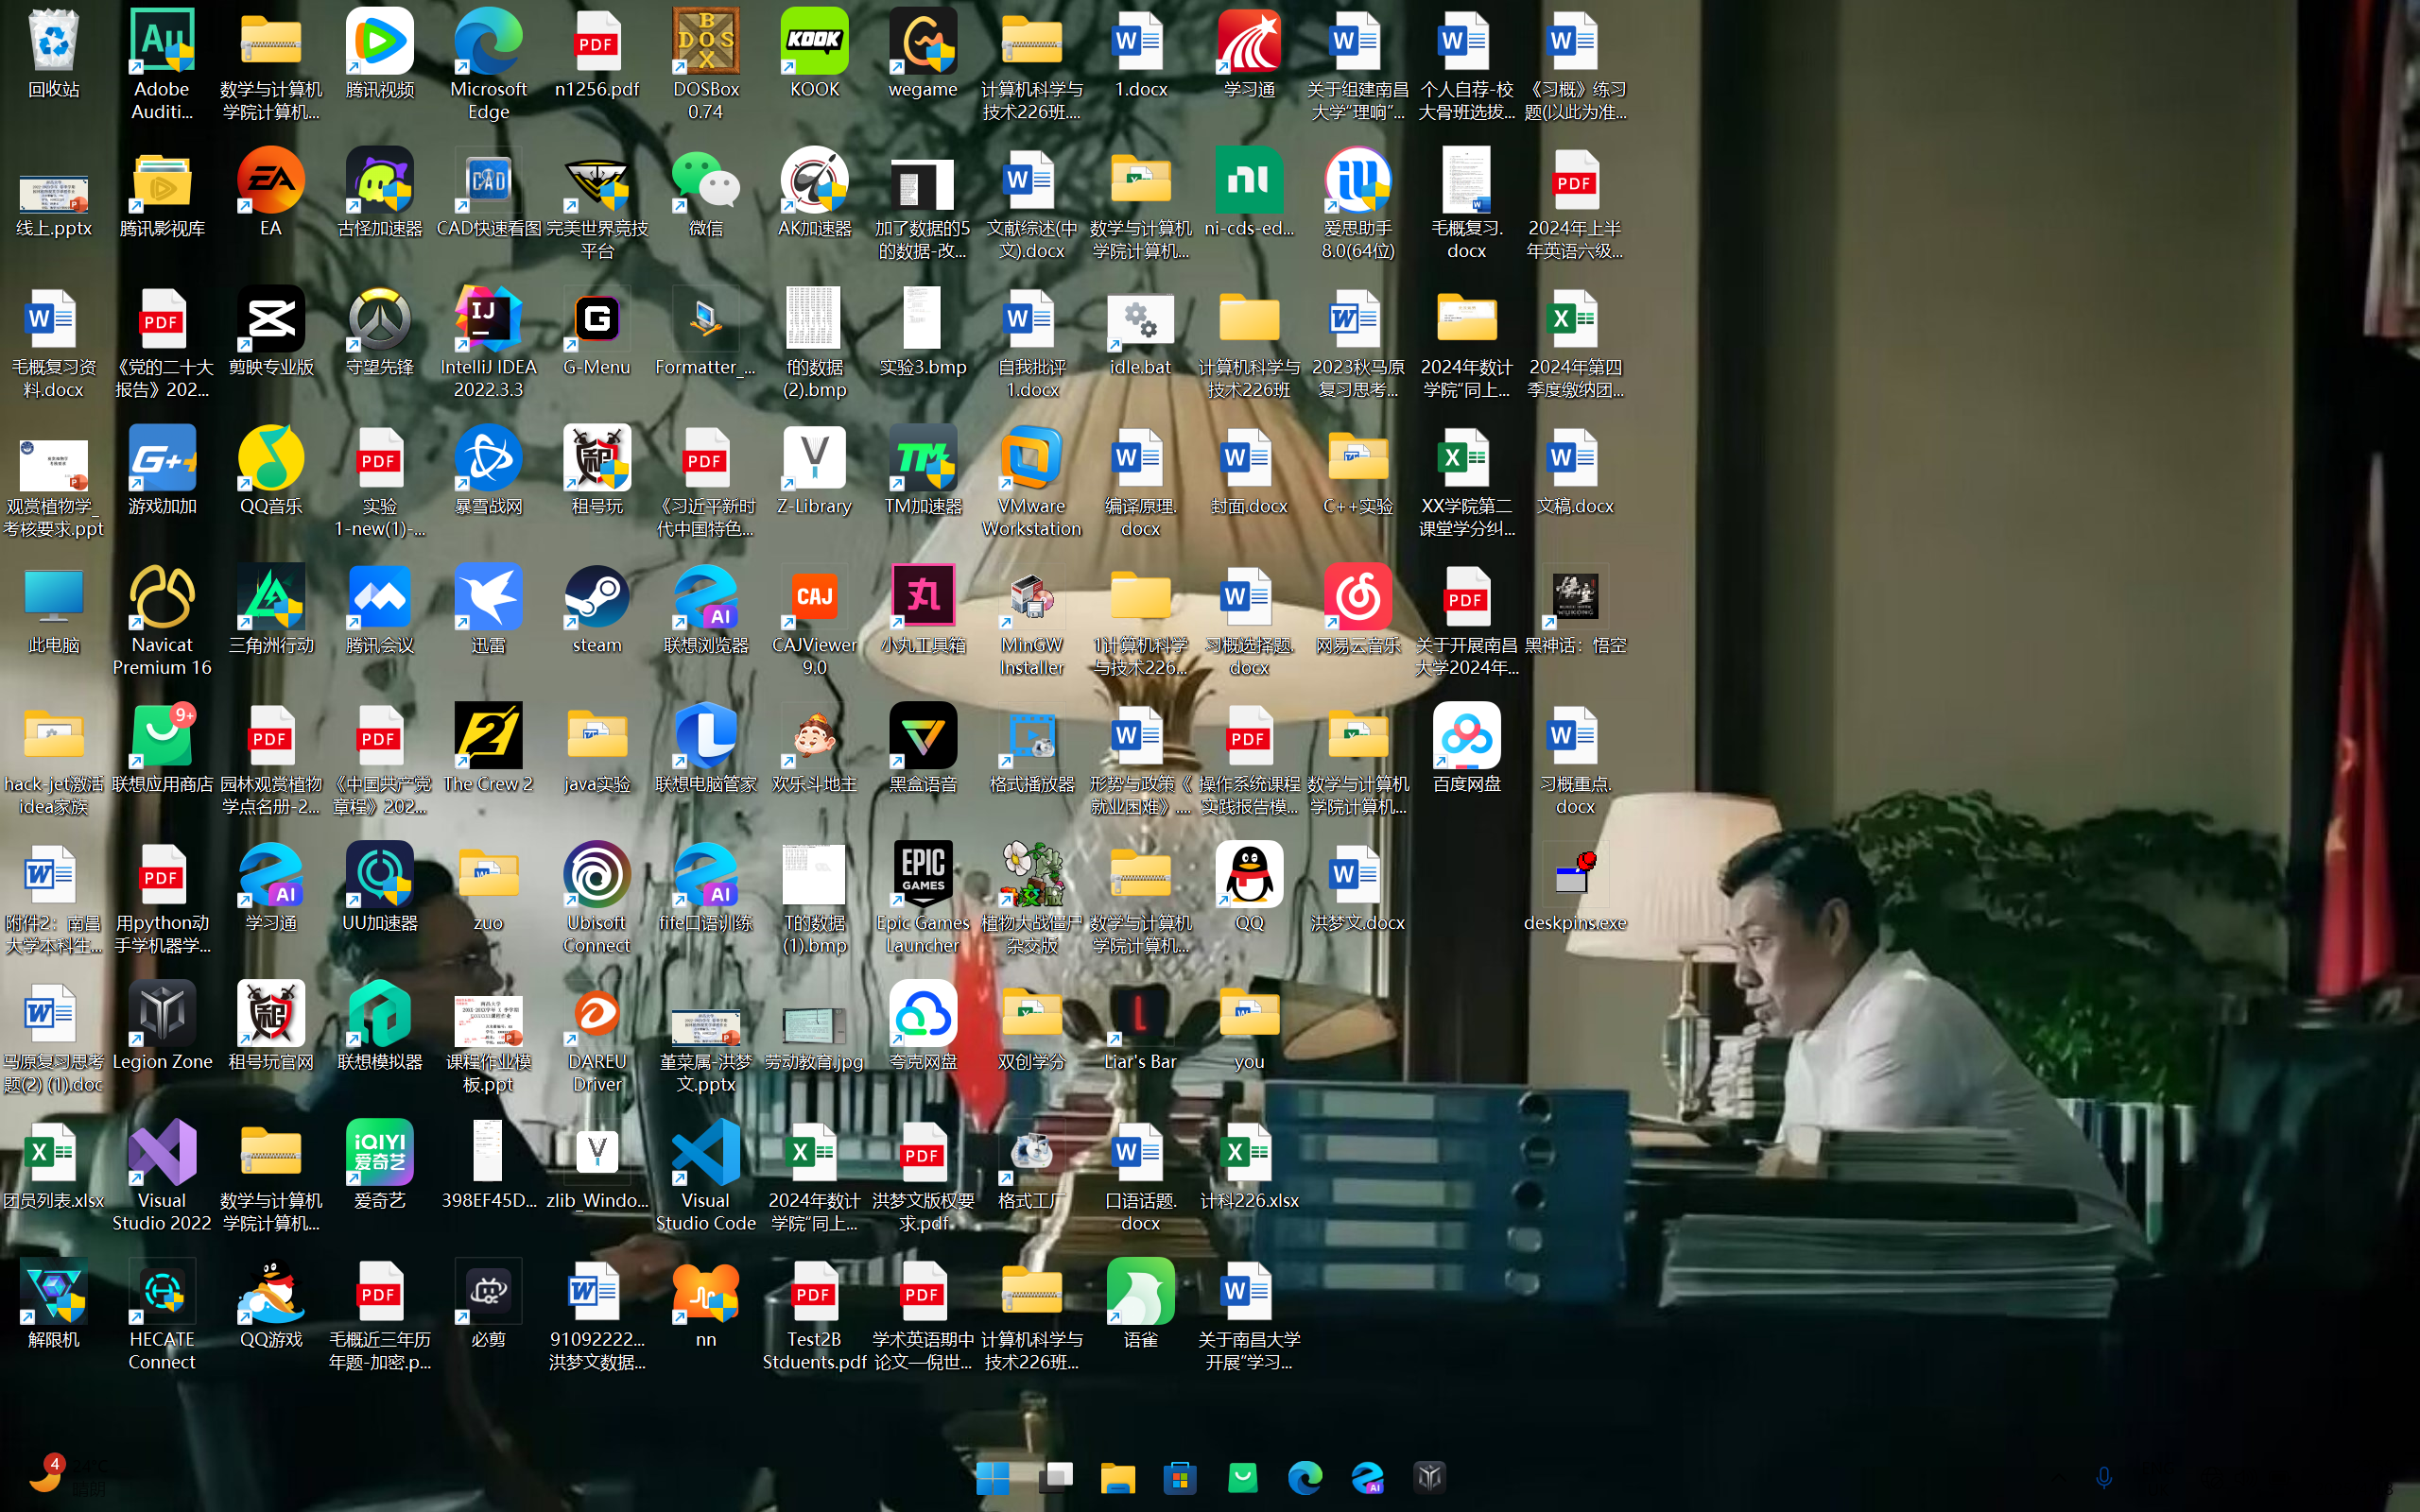 回收站
Adobe
Auditi...
数学与计算机
学院计算机...
腾讯视频
Microsoft
Edge
n1256.pdf
DOSBox
0.74
KOOK
wegame
计算机科学与
技术226班....
1.docx
学习通
关于组建南昌
大学“理响”...
个人自荐-校
大骨班选拔...
《习概》练习
题(以此为准...
线上.pptx
腾讯影视库
EA
古怪加速器
CAD快速看图
完美世界竞技
平台
微信
AK加速器
加了数据的5
的数据-改...
文献综述(中
文).docx
数学与计算机
学院计算机...
ni-cds-ed...
爱思助手
8.0(64位)
毛概复习.
docx
2024年上半
年英语六级...
毛概复习资
料.docx
《党的二十大
报告》202...
剪映专业版
守望先锋
IntelliJ IDEA
2022.3.3
G-Menu
Formatter_...
f的数据
(2).bmp
实验3.bmp
自我批评
1.docx
idle.bat
计算机科学与
技术226班
2023秋马原
复习思考...
2024年数计
学院“同上...
2024年第四
季度缴纳团...
观赏植物学_
考核要求.ppt
游戏加加
QQ音乐
实验
1-new(1)-...
暴雪战网
租号玩
《习近平新时
代中国特色...
Z-Library
TM加速器
VMware
Workstation
编译原理.
docx
封面.docx
C++实验
XX学院第二
课堂学分纠...
文稿.docx
此电脑
Navicat
Premium 16
三角洲行动
腾讯会议
迅雷
steam
联想浏览器
CAJViewer
9.0
小丸工具箱
MinGW
Installer
1计算机科学
与技术226...
习概选择题.
docx
网易云音乐
关于开展南昌
大学2024年...
黑神话：悟空
hack-jet激活
idea家族
联想应用商店
园林观赏植物
学点名册-2...
《中国共产党
章程》202...
The Crew 2
java实验
联想电脑管家
欢乐斗地主
黑盒语音
格式播放器
形势与政策《
就业困难》....
操作系统课程
实践报告模...
数学与计算机
学院计算机...
百度网盘
习概重点.
docx
附件2：南昌
大学本科生...
用python动
手学机器学...
学习通
UU加速器
zuo
Ubisoft
Connect
fife口语训练
T的数据
(1).bmp
Epic Games
Launcher
植物大战僵尸
杂交版
数学与计算机
学院计算机...
QQ
洪梦文.docx
deskpins.exe
马原复习思考
题(2) (1).doc
Legion Zone
租号玩官网
联想模拟器
课程作业模
板.ppt
DAREU
Driver
堇菜属-洪梦
文.pptx
劳动教育.jpg
夸克网盘
双创学分
Liar's Bar
you
团员列表.xlsx
Visual
Studio 2022
数学与计算机
学院计算机...
爱奇艺
398EF45D...
zlib_Windo...
Visual
Studio Code
2024年数计
学院“同上...
洪梦文版权要
求.pdf
格式工厂
口语话题.
docx
计科226.xlsx
解限机
HECATE
Connect
QQ游戏
毛概近三年历
年题-加密.p...
必剪
91092222...
洪梦文数据...
nn
Test2B
Stduents.pdf
学术英语期中
论文—倪世...
计算机科学与
技术226班...
语雀
关于南昌大学
开展“学习...
4
24°C
晴朗